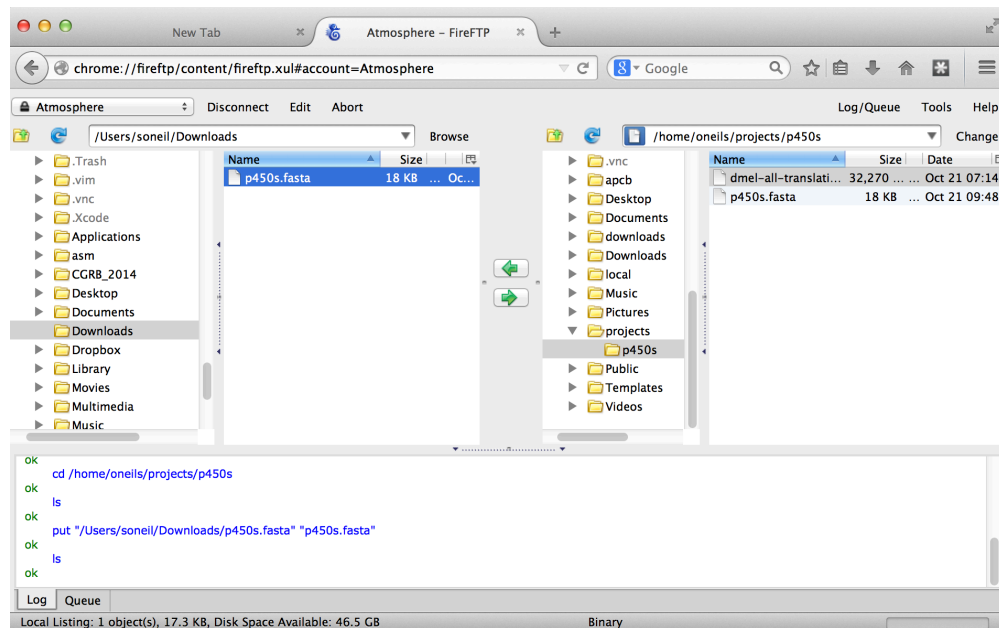 New Tab
Atmosphere – FireFTP
chrome://fireftp/content/fireftp.xul#account=Atmosphere
Google
Atmosphere
Disconnect Edit Abort
Log/Queue Tools Help
/Users/soneil/Downloads
Browse
/home/oneils/projects/p450s
Change
.Trash
.vim
.vnc
.Xcode
Applications
asm
CGRB_2014
Desktop
Documents
Downloads
Dropbox
Library
Movies
Multimedia
Music
Name Size
p450s.fasta 18 KB ... Oc...
.vnc
apcb
Desktop
Documents
downloads
Downloads
local
Music
Pictures
projects
p450s
Public
Templates
Videos
Name Size Date
dmel-all-translati... 32,270 ... ... Oct 21 07:14
p450s.fasta 18 KB ... Oct 21 09:48
ok
cd /home/oneils/projects/p450s
ok
ls
ok
put "/Users/soneil/Downloads/p450s.fasta" "p450s.fasta"
ok
ls
ok
Log Queue
Local Listing: 1 object(s), 17.3 KB, Disk Space Available: 46.5 GB
Binary